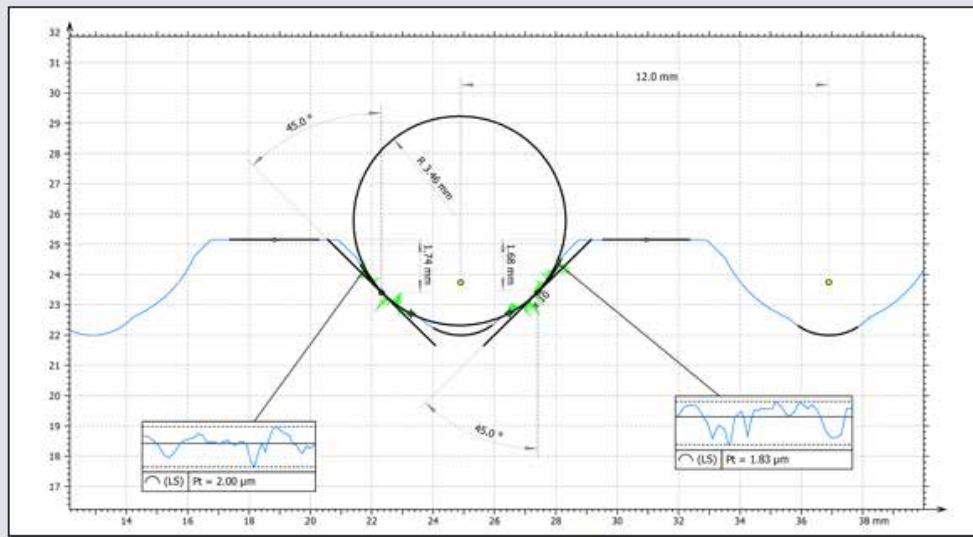 32
31
30
29
28
27
26
25
24
23
22
21
20
19
18
17
12.0 mm
45.0 °
R 3.46 mm
1.74 mm
1.68 mm
x 10
45.0 °
(LS) Pt = 2.00 µm
(LS) Pt = 1.83 µm
14 16 18 20 22 24 26 28 30 32 34 36 38 mm